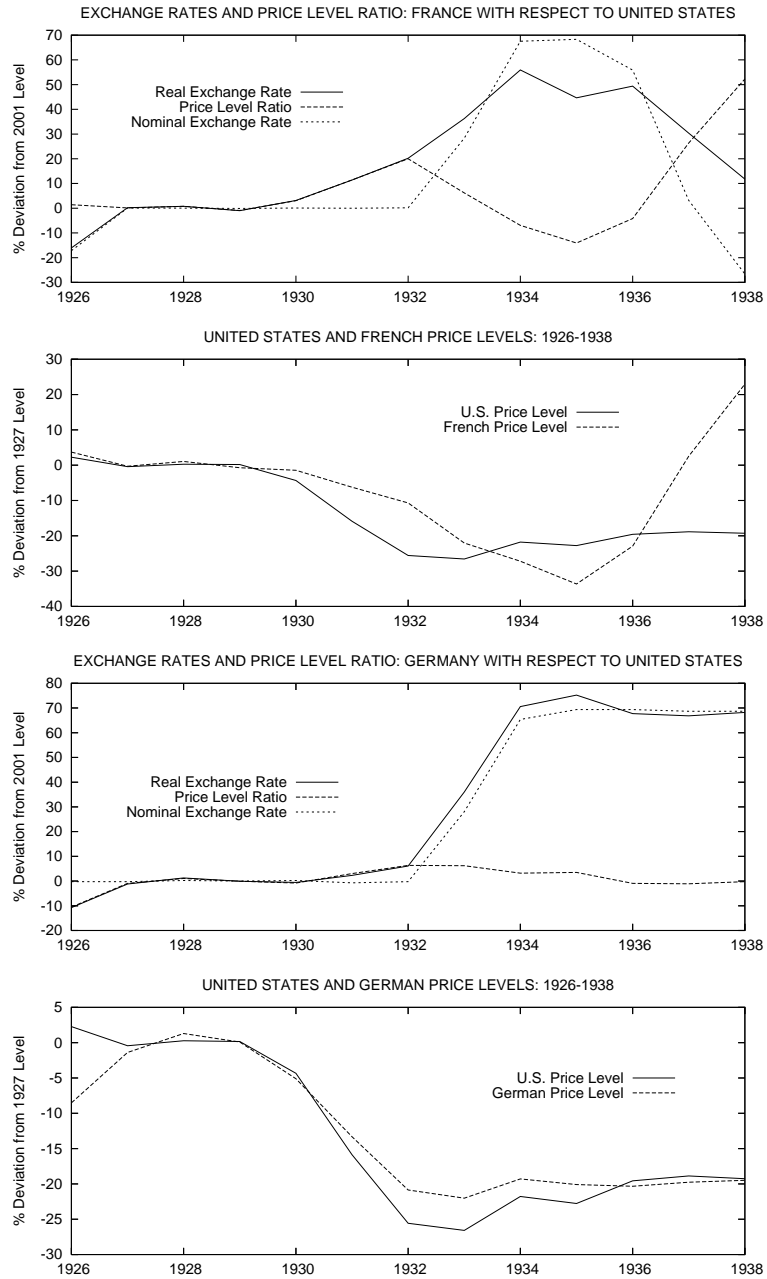 EXCHANGE RATES AND PRICE LEVEL RATIO: FRANCE WITH RESPECT TO UNITED STATES
% Deviation from 2001 Level
70
60
50
40
30
20
10
0
-10
-20
-30
Real Exchange Rate
Price Level Ratio
Nominal Exchange Rate
1926 1928 1930 1932 1934 1936 1938
UNITED STATES AND FRENCH PRICE LEVELS: 1926-1938
% Deviation from 1927 Level
30
20
10
0
-10
-20
-30
-40
U.S. Price Level
French Price Level
1926 1928 1930 1932 1934 1936 1938
EXCHANGE RATES AND PRICE LEVEL RATIO: GERMANY WITH RESPECT TO UNITED STATES
% Deviation from 2001 Level
80
70
60
50
40
30
20
10
0
-10
-20
Real Exchange Rate
Price Level Ratio
Nominal Exchange Rate
1926 1928 1930 1932 1934 1936 1938
UNITED STATES AND GERMAN PRICE LEVELS: 1926-1938
% Deviation from 1927 Level
5
0
-5
-10
-15
-20
-25
-30
U.S. Price Level
German Price Level
1926 1928 1930 1932 1934 1936 1938